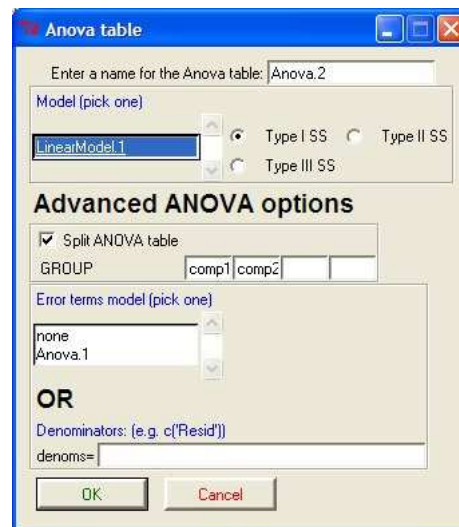 Anova table
Enter a name for the Anova table: Anova.2
Model (pick one)
LinearModel.1
Type I SS
Type II SS
Type III SS
Advanced ANOVA options
Split ANOVA table
GROUP comp1 comp2
Error terms model (pick one)
none
Anova.1
OR
Denominators: (e.g. c('Resid'))
denoms=
OK Cancel